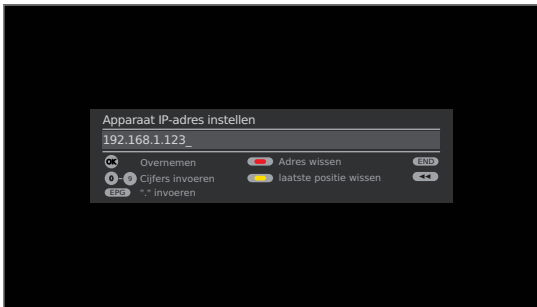 Apparaat IP-adres instellen
192.168.1.123_
OK Overnemen Adres wissen END
0-9 Cijfers invoeren laatste positie wissen ◄◄
EPG "." invoeren